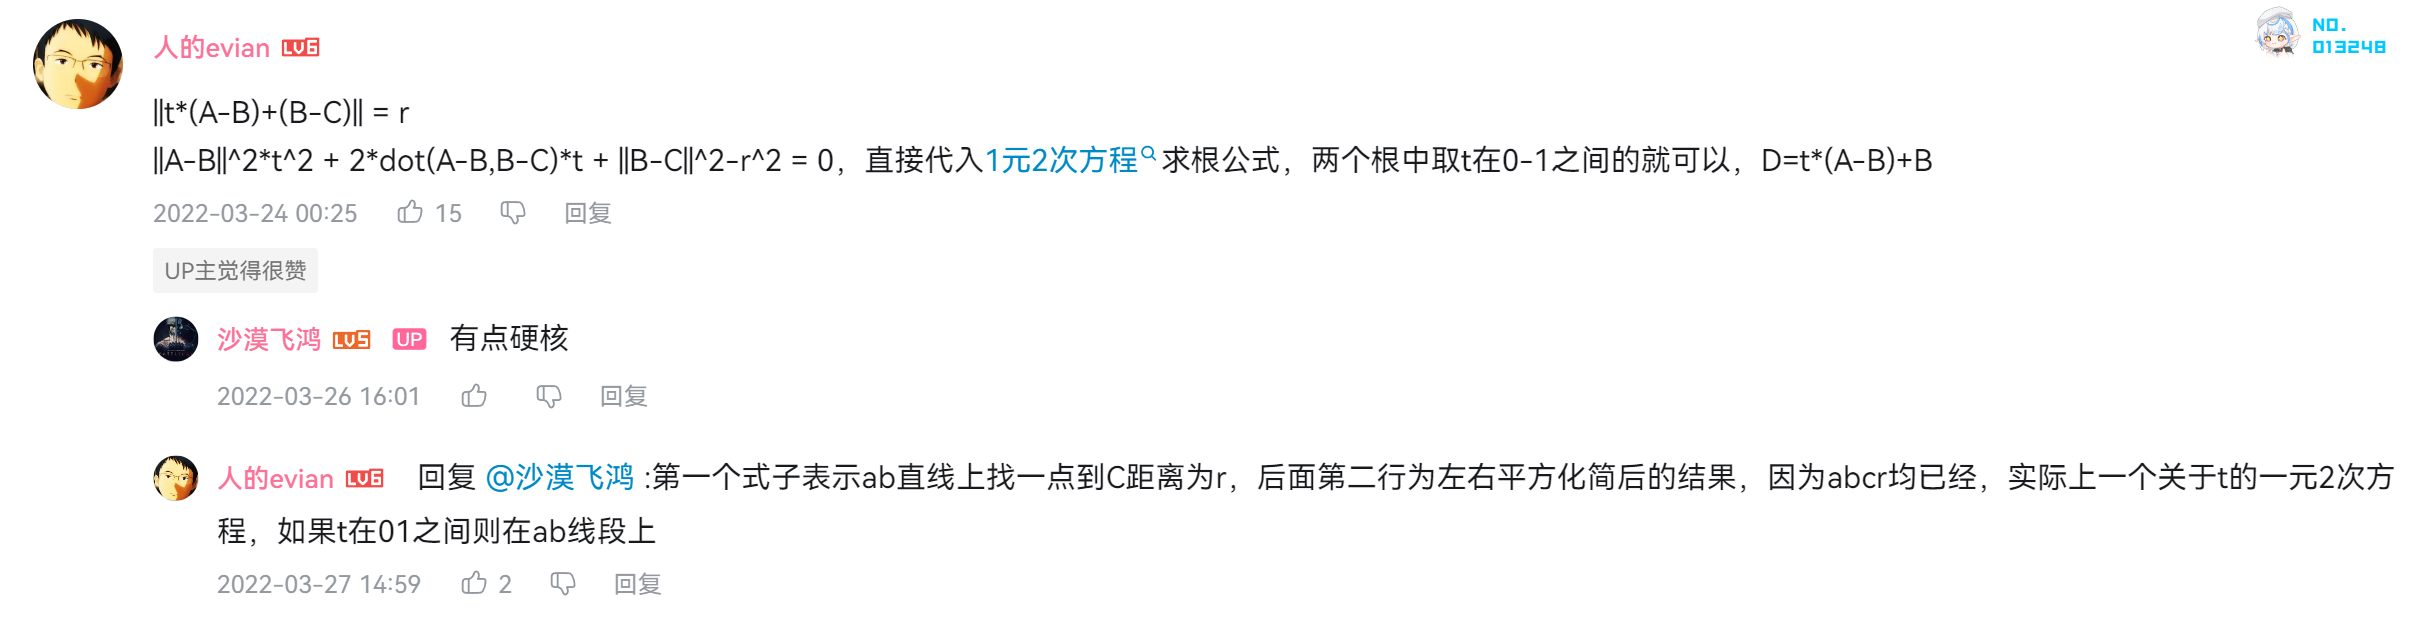 人的evian LV6
NO.
013248
||t*(A-B)+(B-C)|| = r
||A-B||^2*t^2 + 2*dot(A-B,B-C)*t + ||B-C||^2-r^2 = 0，直接代入1元2次方程求根公式，两个根中取t在0-1之间的就可以，D=t*(A-B)+B
2022-03-24 00:25 15 回复
UP主觉得很赞
沙漠飞鸿 LV5 UP 有点硬核
2022-03-26 16:01 回复
人的evian LV6 回复 @沙漠飞鸿 :第一个式子表示ab直线上找一点到C距离为r，后面第二行为左右平方化简后的结果，因为abcr均已经，实际上一个关于t的一元2次方
程，如果t在01之间则在ab线段上
2022-03-27 14:59 2 回复